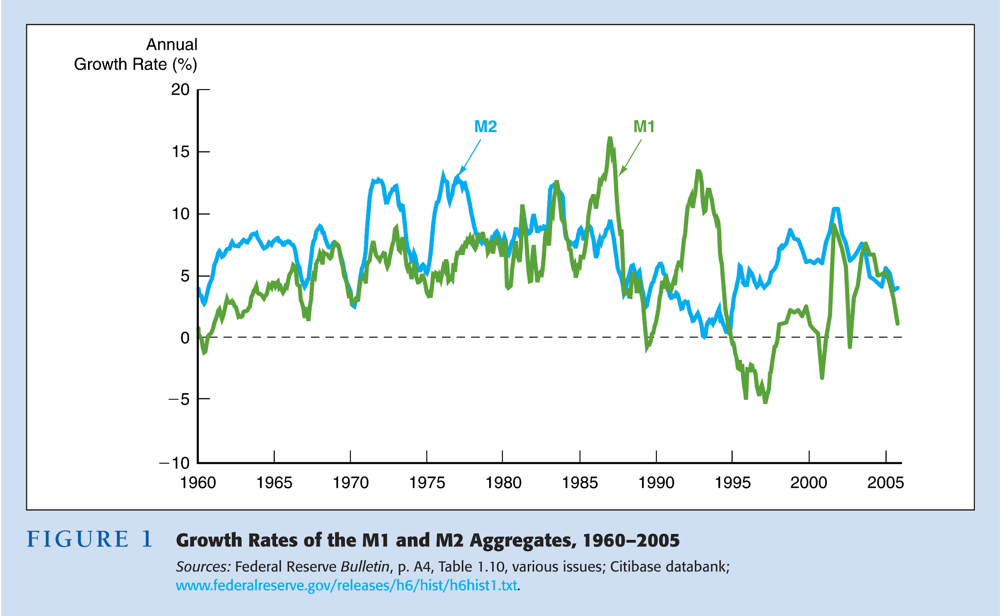 Annual
Growth Rate (%)
20
15
10
5
0
−5
−10
M2
M1
1960 1965 1970 1975 1980 1985 1990 1995 2000 2005
FIGURE 1 Growth Rates of the M1 and M2 Aggregates, 1960–2005
Sources: Federal Reserve Bulletin, p. A4, Table 1.10, various issues; Citibase databank;
www.federalreserve.gov/releases/h6/hist/h6hist1.txt.